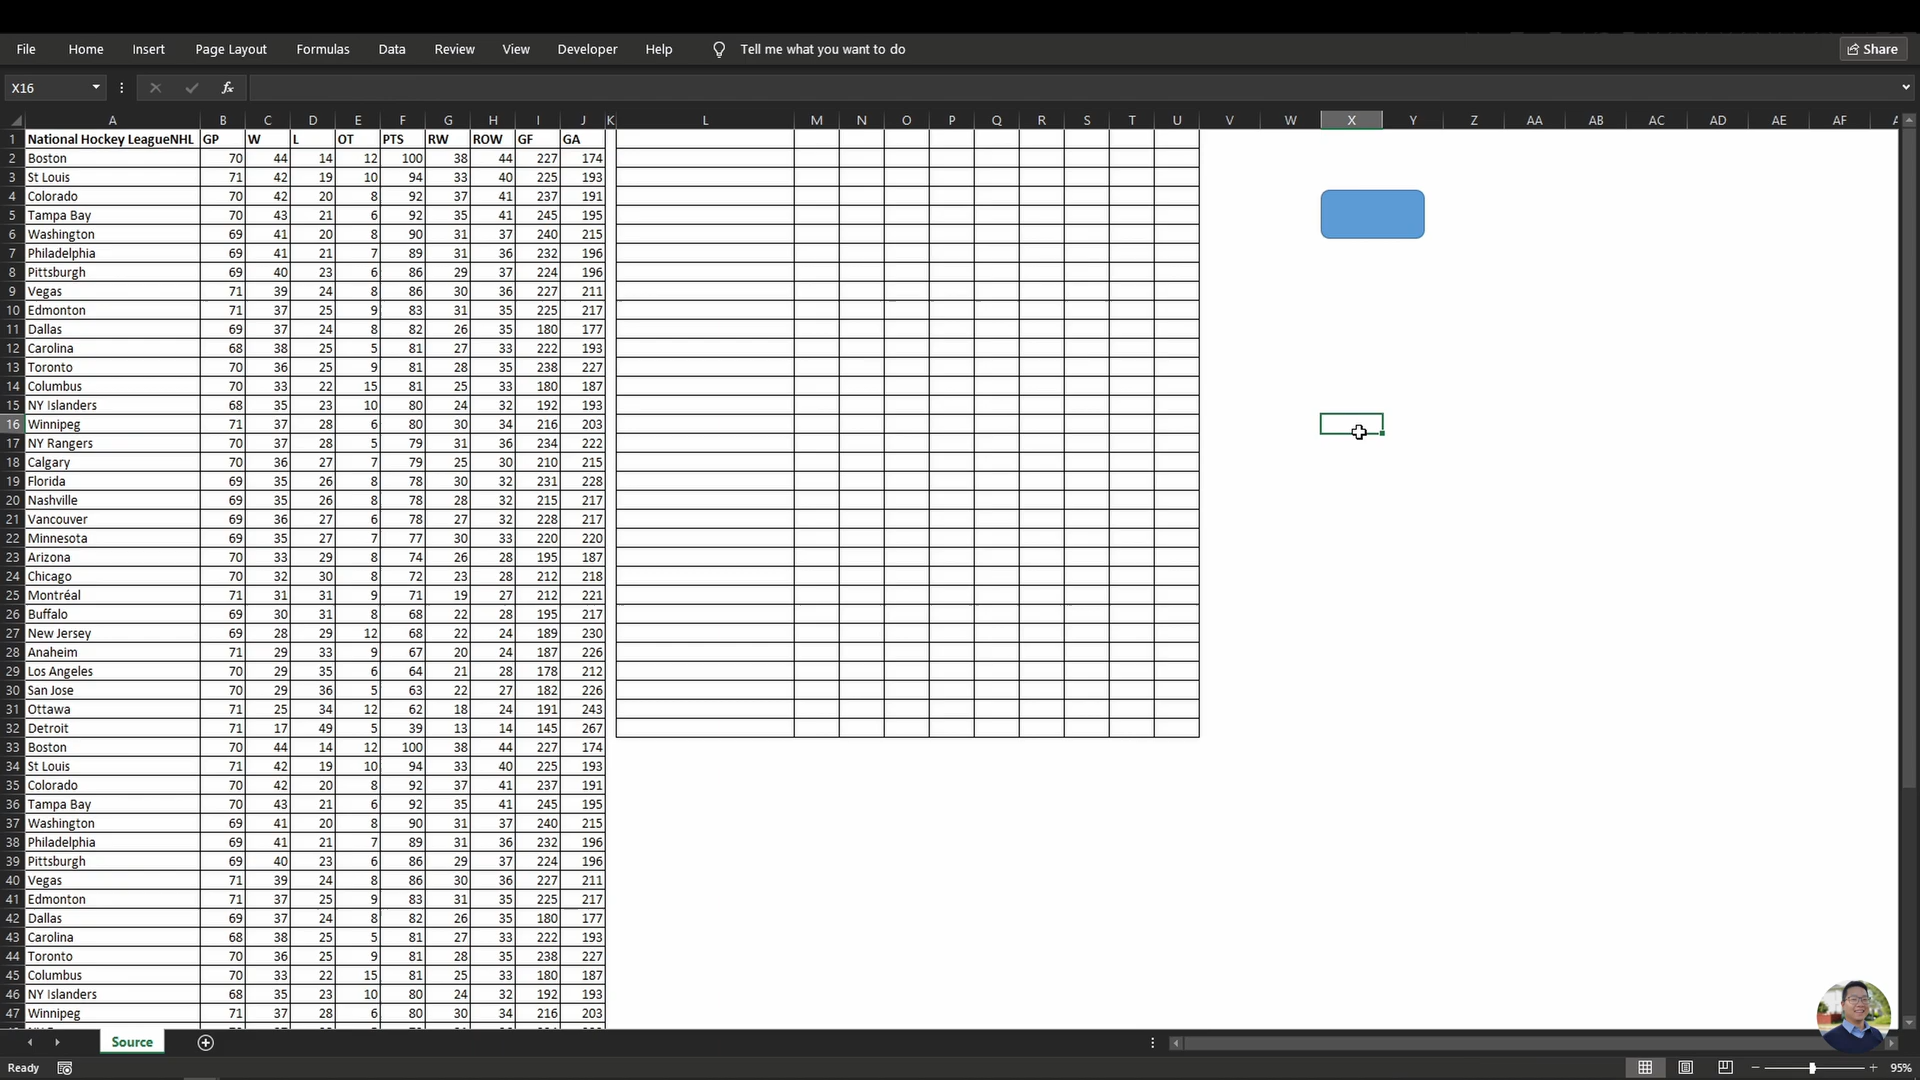 File Home Insert Page Layout Formulas Data Review View Developer Help Tell me what you want to do Share
X16 fx
A B C D E F G H I J K L M N O P Q R S T U V W X Y Z AA AB AC AD AE AF
1 National Hockey LeagueNHL GP W L OT PTS RW ROW GF GA
2 Boston 70 44 14 12 100 38 44 227 174
3 St Louis 71 42 19 10 94 33 40 225 193
4 Colorado 70 42 20 8 92 37 41 237 191
5 Tampa Bay 70 43 21 6 92 35 41 245 195
6 Washington 69 41 20 8 90 31 37 240 215
7 Philadelphia 69 41 21 7 89 31 36 232 196
8 Pittsburgh 69 40 23 6 86 29 37 224 196
9 Vegas 71 39 24 8 86 30 36 227 211
10 Edmonton 71 37 25 9 83 31 35 225 217
11 Dallas 69 37 24 8 82 26 35 180 177
12 Carolina 68 38 25 5 81 27 33 222 193
13 Toronto 70 36 25 9 81 28 35 238 227
14 Columbus 70 33 22 15 81 25 33 180 187
15 NY Islanders 68 35 23 10 80 24 32 192 193
16 Winnipeg 71 37 28 6 80 30 34 216 203
17 NY Rangers 70 37 28 5 79 31 36 234 222
18 Calgary 70 36 27 7 79 25 30 210 215
19 Florida 69 35 26 8 78 30 32 231 228
20 Nashville 69 35 26 8 78 28 32 215 217
21 Vancouver 69 36 27 6 78 27 32 228 217
22 Minnesota 69 35 27 7 77 30 33 220 220
23 Arizona 70 33 29 8 74 26 28 195 187
24 Chicago 70 32 30 8 72 23 28 212 218
25 Montréal 71 31 31 9 71 19 27 212 221
26 Buffalo 69 30 31 8 68 22 28 195 217
27 New Jersey 69 28 29 12 68 22 24 189 230
28 Anaheim 71 29 33 9 67 20 24 187 226
29 Los Angeles 70 29 35 6 64 21 28 178 212
30 San Jose 70 29 36 5 63 22 27 182 226
31 Ottawa 71 25 34 12 62 18 24 191 243
32 Detroit 71 17 49 5 39 13 14 145 267
33 Boston 70 44 14 12 100 38 44 227 174
34 St Louis 71 42 19 10 94 33 40 225 193
35 Colorado 70 42 20 8 92 37 41 237 191
36 Tampa Bay 70 43 21 6 92 35 41 245 195
37 Washington 69 41 20 8 90 31 37 240 215
38 Philadelphia 69 41 21 7 89 31 36 232 196
39 Pittsburgh 69 40 23 6 86 29 37 224 196
40 Vegas 71 39 24 8 86 30 36 227 211
41 Edmonton 71 37 25 9 83 31 35 225 217
42 Dallas 69 37 24 8 82 26 35 180 177
43 Carolina 68 38 25 5 81 27 33 222 193
44 Toronto 70 36 25 9 81 28 35 238 227
45 Columbus 70 33 22 15 81 25 33 180 187
46 NY Islanders 68 35 23 10 80 24 32 192 193
47 Winnipeg 71 37 28 6 80 30 34 216 203
Source
Ready 95%